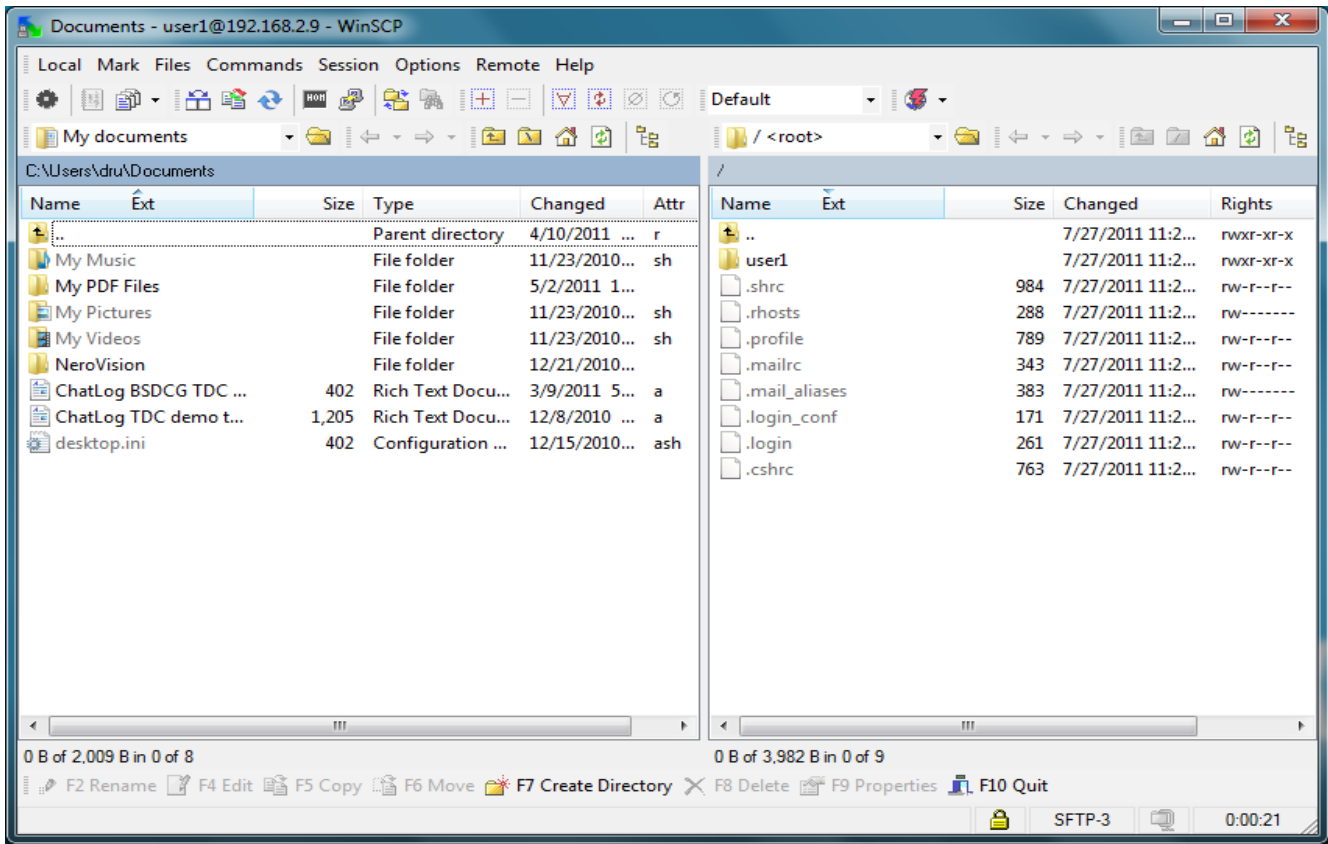 Documents - user1@192.168.2.9 - WinSCP
Local Mark Files Commands Session Options Remote Help
Default
My documents / <root>
C:\Users\dru\Documents /
Name Ext Size Type Changed Attr Name Ext Size Changed Rights
.. Parent directory 4/10/2011 ... r .. 7/27/2011 11:2... rwxr-xr-x
My Music File folder 11/23/2010... sh user1 7/27/2011 11:2... rwxr-xr-x
My PDF Files File folder 5/2/2011 1... .shrc 984 7/27/2011 11:2... rw-r--r--
My Pictures File folder 11/23/2010... sh .rhosts 288 7/27/2011 11:2... rw-------
My Videos File folder 11/23/2010... sh .profile 789 7/27/2011 11:2... rw-r--r--
NeroVision File folder 12/21/2010... .mailrc 343 7/27/2011 11:2... rw-r--r--
ChatLog BSDCG TDC ... 402 Rich Text Docu... 3/9/2011 5... a .mail_aliases 383 7/27/2011 11:2... rw-------
ChatLog TDC demo t... 1,205 Rich Text Docu... 12/8/2010 ... a .login_conf 171 7/27/2011 11:2... rw-r--r--
desktop.ini 402 Configuration ... 12/15/2010... ash .login 261 7/27/2011 11:2... rw-r--r--
.cshrc 763 7/27/2011 11:2... rw-r--r--
0 B of 2,009 B in 0 of 8 0 B of 3,982 B in 0 of 9
F2 Rename F4 Edit F5 Copy F6 Move F7 Create Directory F8 Delete F9 Properties F10 Quit
SFTP-3 0:00:21